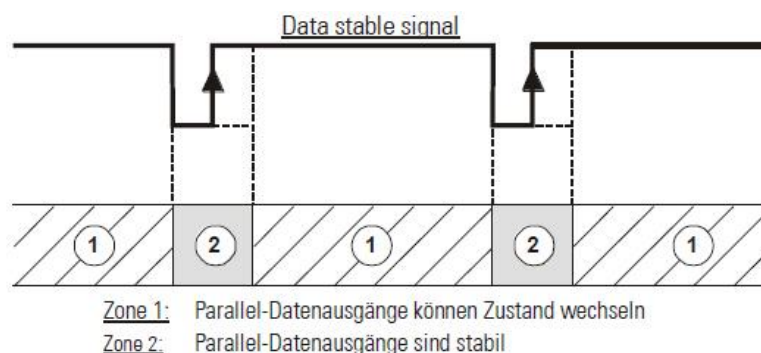 Data stable signal
1 2 1 2 1
Zone 1: Parallel-Datenausgänge können Zustand wechseln
Zone 2: Parallel-Datenausgänge sind stabil